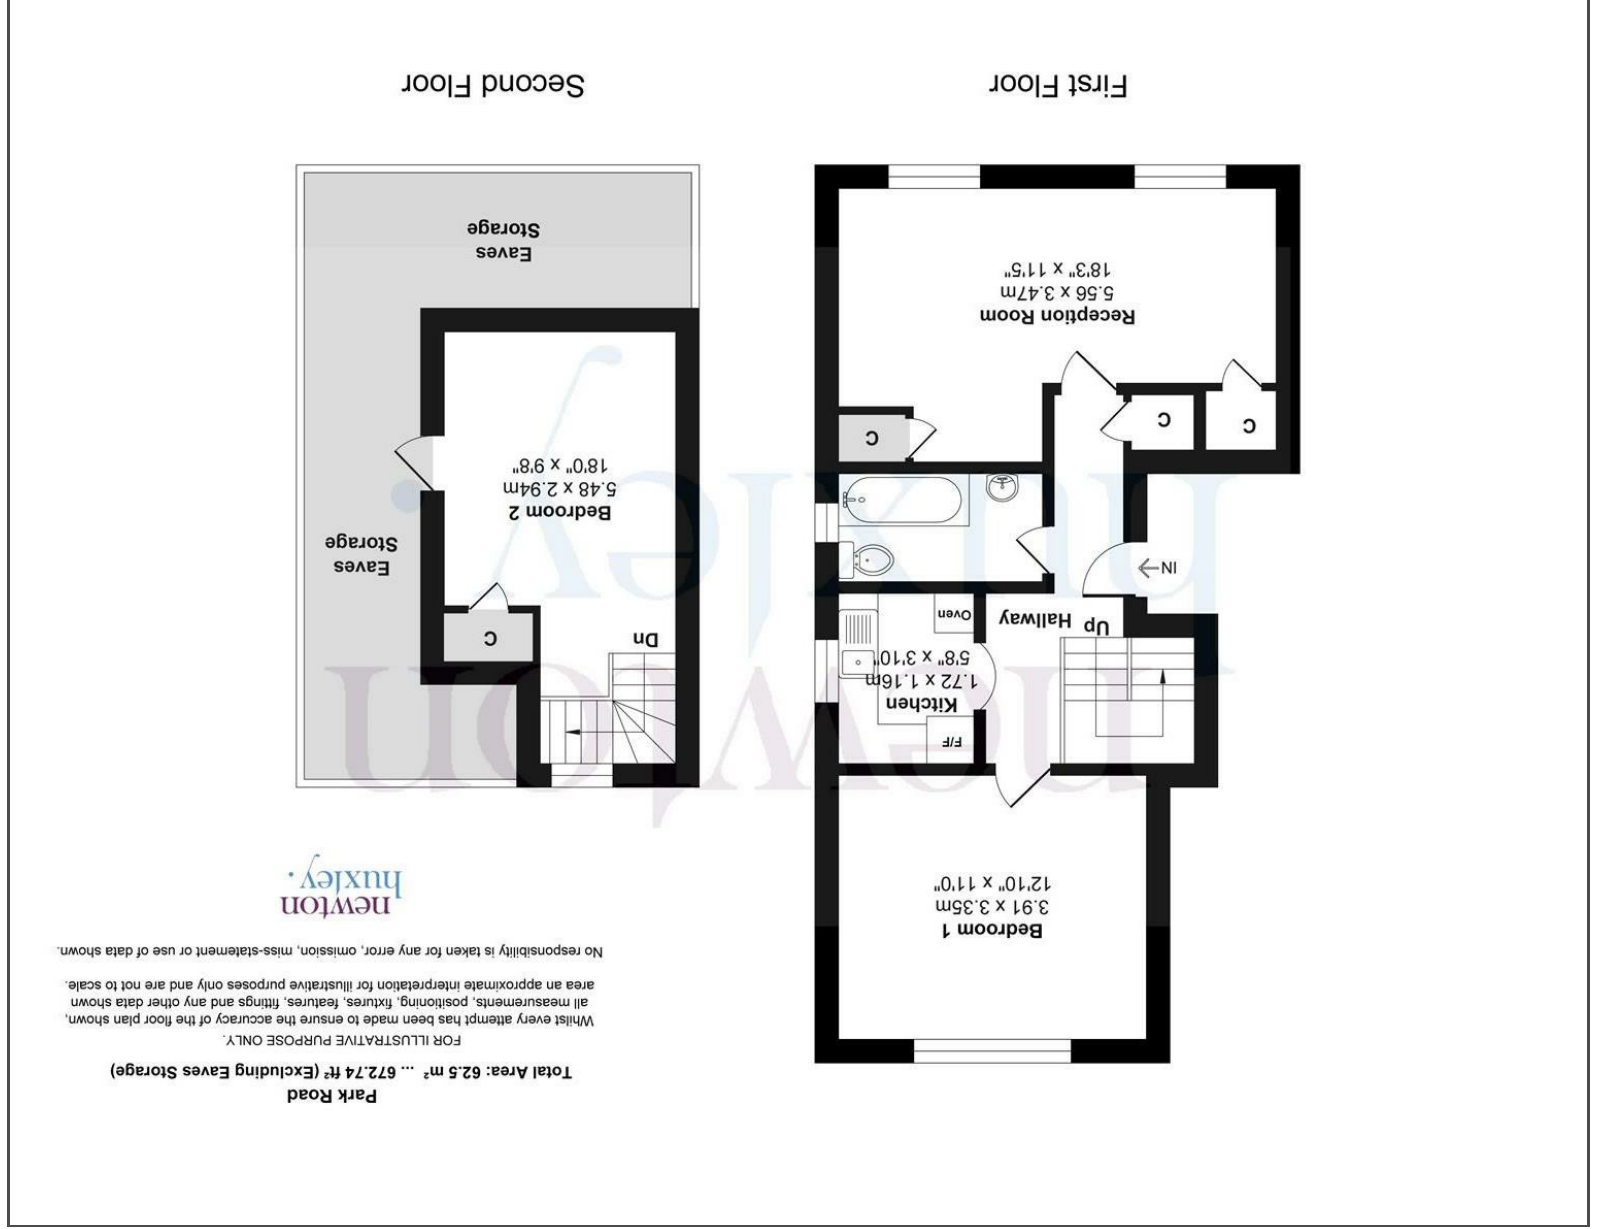 Park Road
Total Area: 62.5 m² ... 672.74 ft² (Excluding Eaves Storage)
FOR ILLUSTRATIVE PURPOSE ONLY.
Whilst every attempt has been made to ensure the accuracy of the floor plan shown,
all measurements, positioning, fixtures, features, fittings and any other data shown
area an approximate interpretation for illustrative purposes only and are not to scale.
No responsibility is taken for any error, omission, miss-statement or use of data shown.
newton
huxley.
Bedroom 1
3.91 x 3.35m
12'10" x 11'0"
F/F
Kitchen
1.72 x 1.16m
5'8" x 3'10"
Oven
Up
Hallway
IN
C
C
C
Reception Room
5.56 x 3.47m
18'3" x 11'5"
First Floor
Dn
C
Bedroom 2
5.48 x 2.94m
18'0" x 9'8"
Eaves
Storage
Eaves
Storage
Second Floor
newton
huxley.